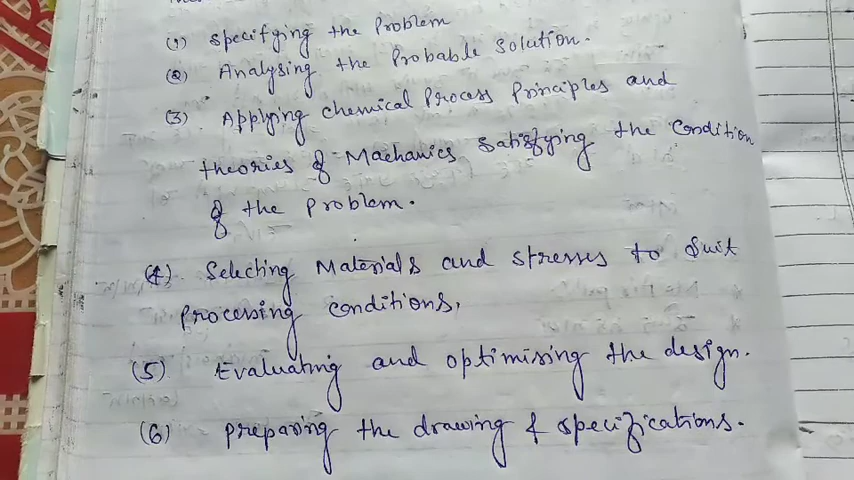 (1) Specifying the Problem
(2) Analysing the Probable Solution.
(3) Applying chemical Process Principles and
theories of Mechanics Satisfying the Condition
of the Problem.
(4) Selecting Materials and stresses to Suit
Processing conditions,
(5) Evaluating and optimising the design.
(6) Preparing the drawing & specifications.